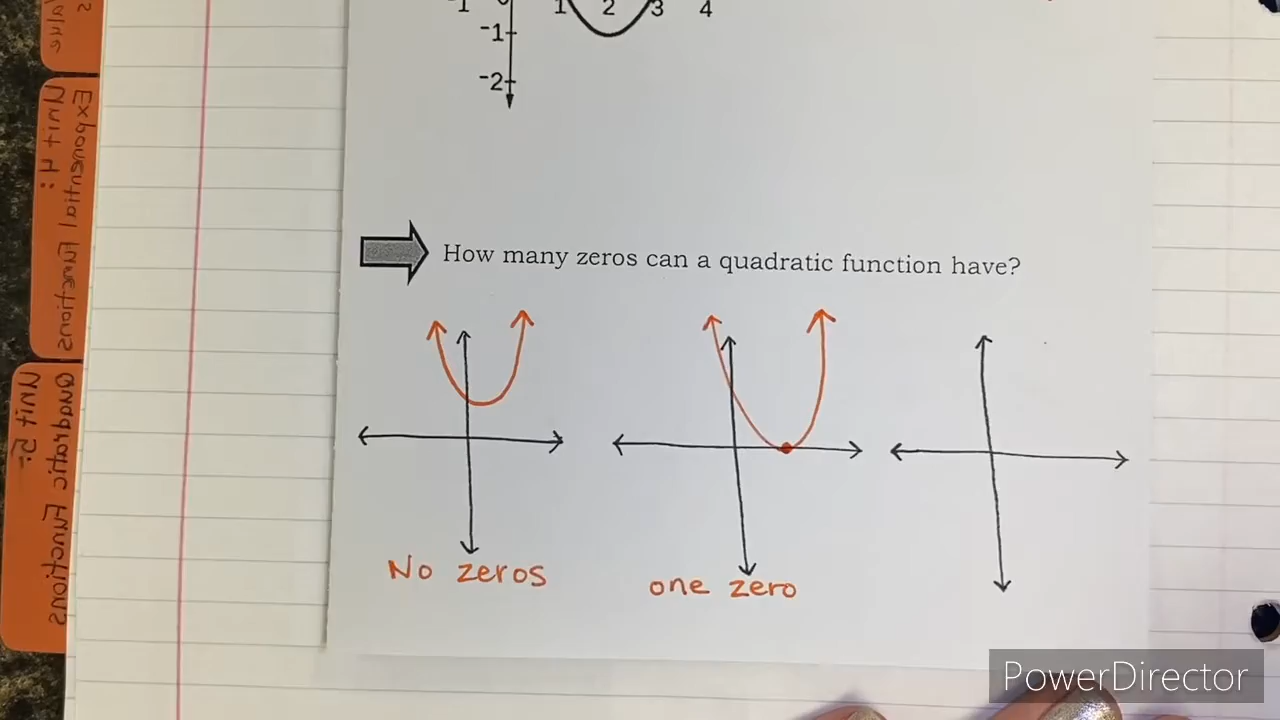 -1 0 1 2 3 4
-1
-2
How many zeros can a quadratic function have?
No zeros
one zero
Unit 4:
Exponential Functions
Unit 5:
Quadratic Functions
PowerDirector